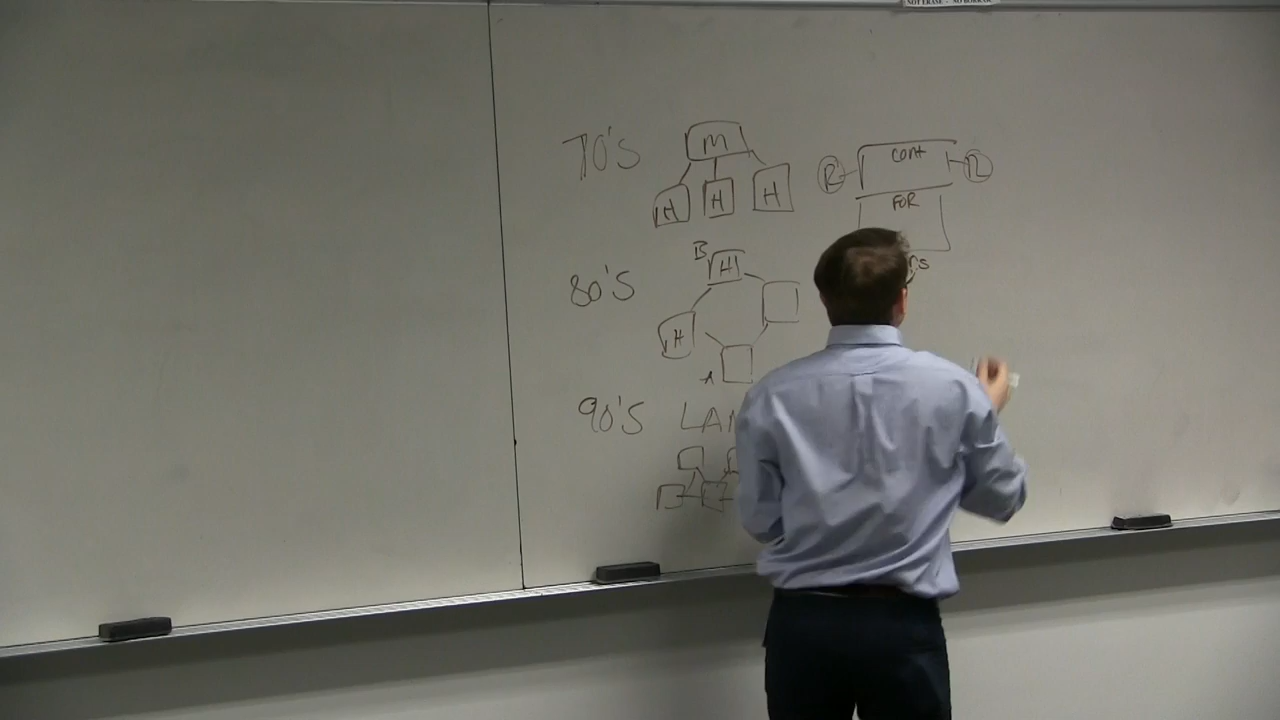 70's M
H H H
R CONT R
FOR
80's B H
H
A
90's LAN